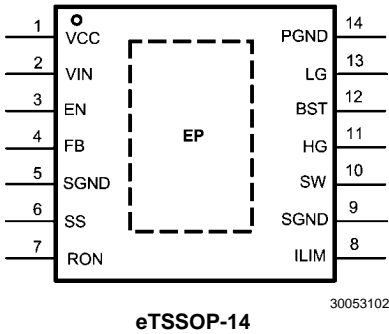 1 VCC PGND 14
2 VIN LG 13
3 EN BST 12
4 FB EP HG 11
5 SGND SW 10
6 SS SGND 9
7 RON ILIM 8
30053102
eTSSOP-14